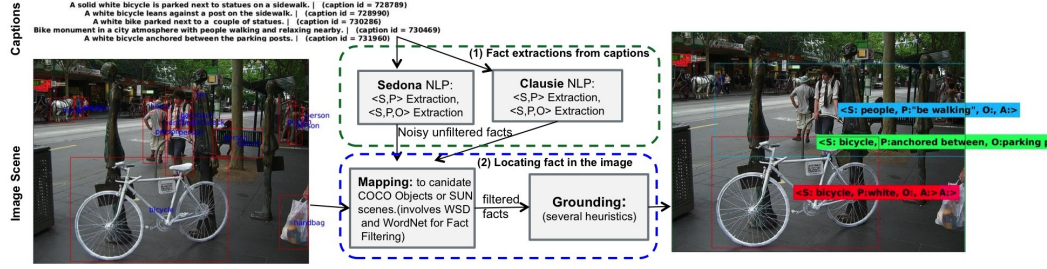 Captions
A solid white bicycle is parked next to statues on a sidewalk. | (caption id = 728789)
A white bicycle leans against a post on the sidewalk. | (caption id = 728990)
A white bike parked next to a couple of statues. | (caption id = 730286)
Bike monument in a city atmosphere with people walking and relaxing nearby. | (caption id = 730469)
A white bicycle anchored between the parking posts. | (caption id = 731960)
Image Scene
bicycle
handbag
(1) Fact extractions from captions
Sedona NLP:
<S,P> Extraction,
<S,P,O> Extraction
Clausie NLP:
<S,P> Extraction,
<S,P,O> Extraction
Noisy unfiltered facts
(2) Locating fact in the image
Mapping: to canidate
COCO Objects or SUN
scenes.(involves WSD
and WordNet for Fact
Filtering)
filtered
facts
Grounding:
(several heuristics)
<S: people, P:"be walking", O:, A:>
<S: bicycle, P:anchored between, O:parking p
<S: bicycle, P:white, O:, A:>A:>